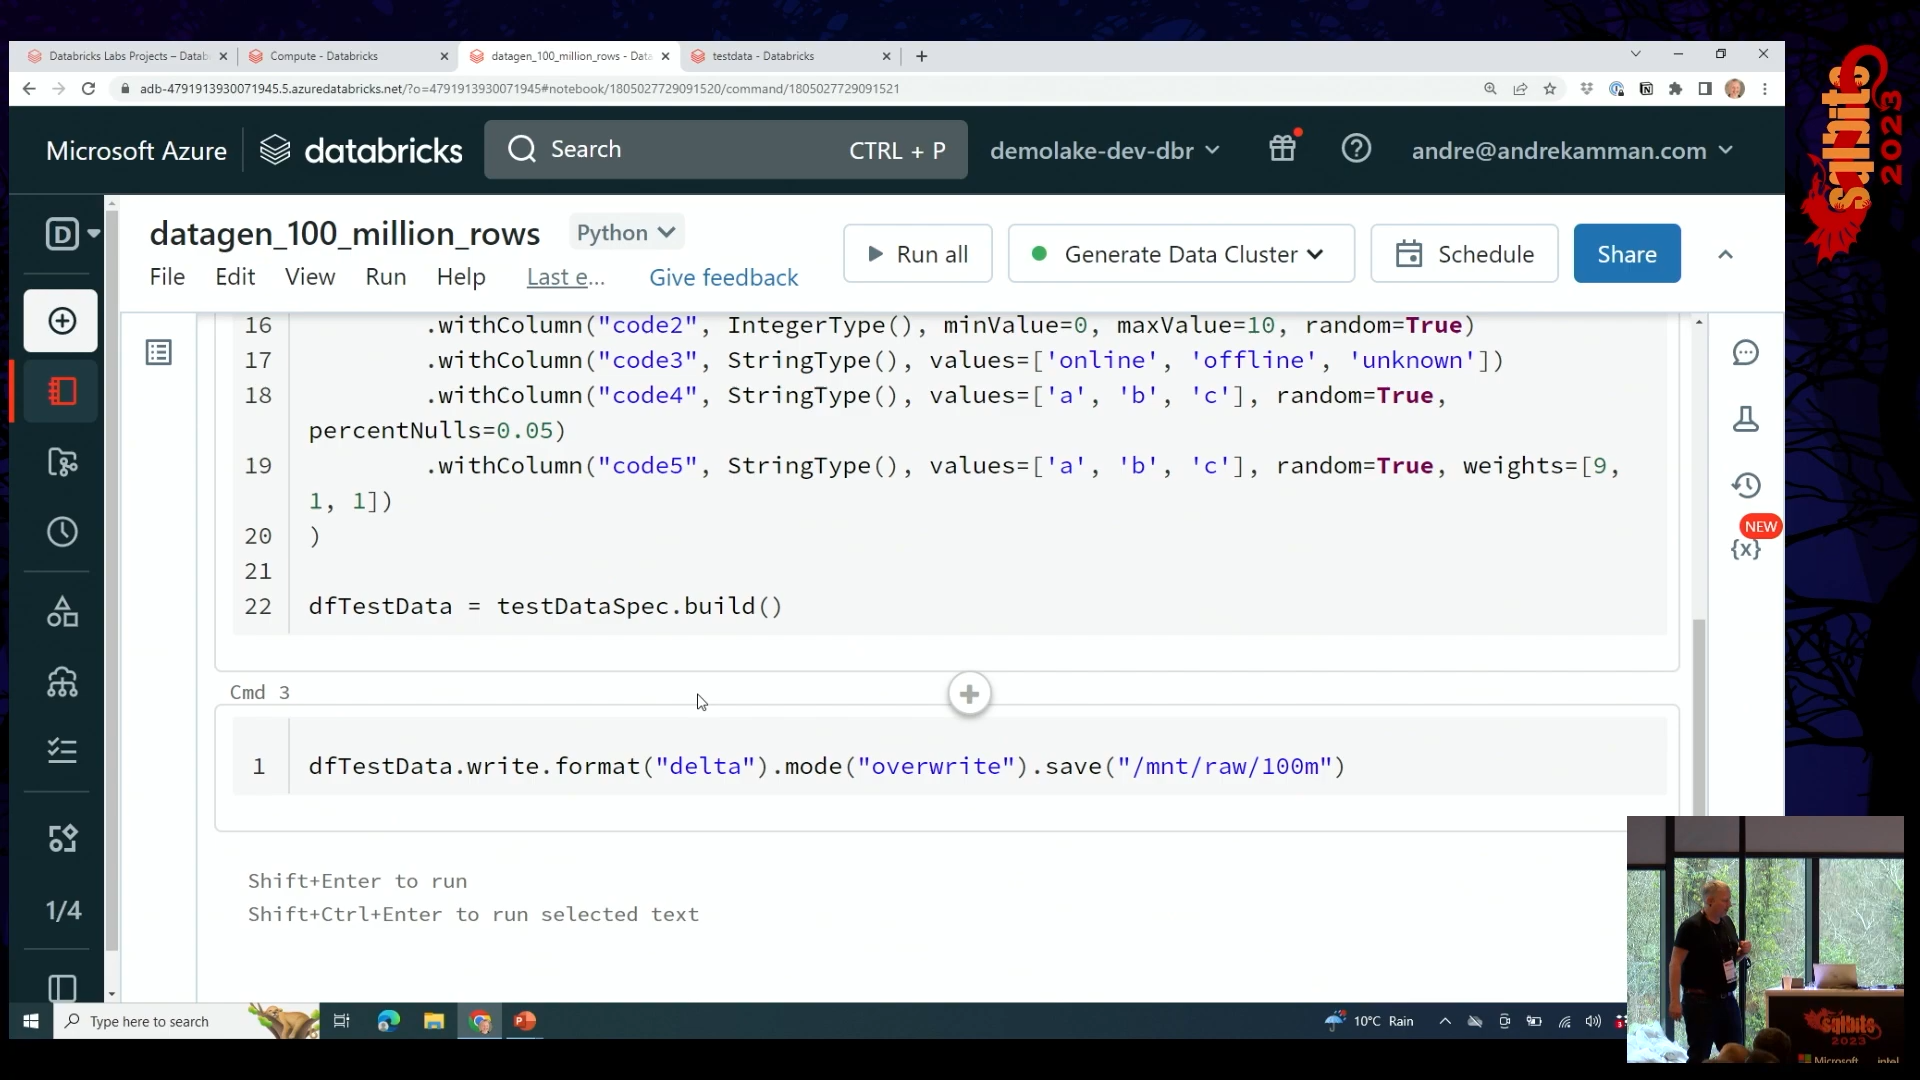 Databricks Labs Projects – Datab
Compute - Databricks
datagen_100_million_rows - Data
testdata - Databricks
adb-4791913930071945.5.azuredatabricks.net/?o=4791913930071945#notebook/1805027729091520/command/1805027729091521
Microsoft Azure
databricks
Search
CTRL + P
demolake-dev-dbr
andre@andrekamman.com
datagen_100_million_rows
Python
Run all
Generate Data Cluster
Schedule
Share
File Edit View Run Help Last e... Give feedback
16 .withColumn("code2", IntegerType(), minValue=0, maxValue=10, random=True)
17 .withColumn("code3", StringType(), values=['online', 'offline', 'unknown'])
18 .withColumn("code4", StringType(), values=['a', 'b', 'c'], random=True,
percentNulls=0.05)
19 .withColumn("code5", StringType(), values=['a', 'b', 'c'], random=True, weights=[9,
1, 1])
20 )
21
22 dfTestData = testDataSpec.build()
Cmd 3
1 dfTestData.write.format("delta").mode("overwrite").save("/mnt/raw/100m")
Shift+Enter to run
Shift+Ctrl+Enter to run selected text
D
1/4
NEW
{x}
Type here to search
10°C Rain
3
sqlbits
2023
sqlbits
2023
Microsoft intel